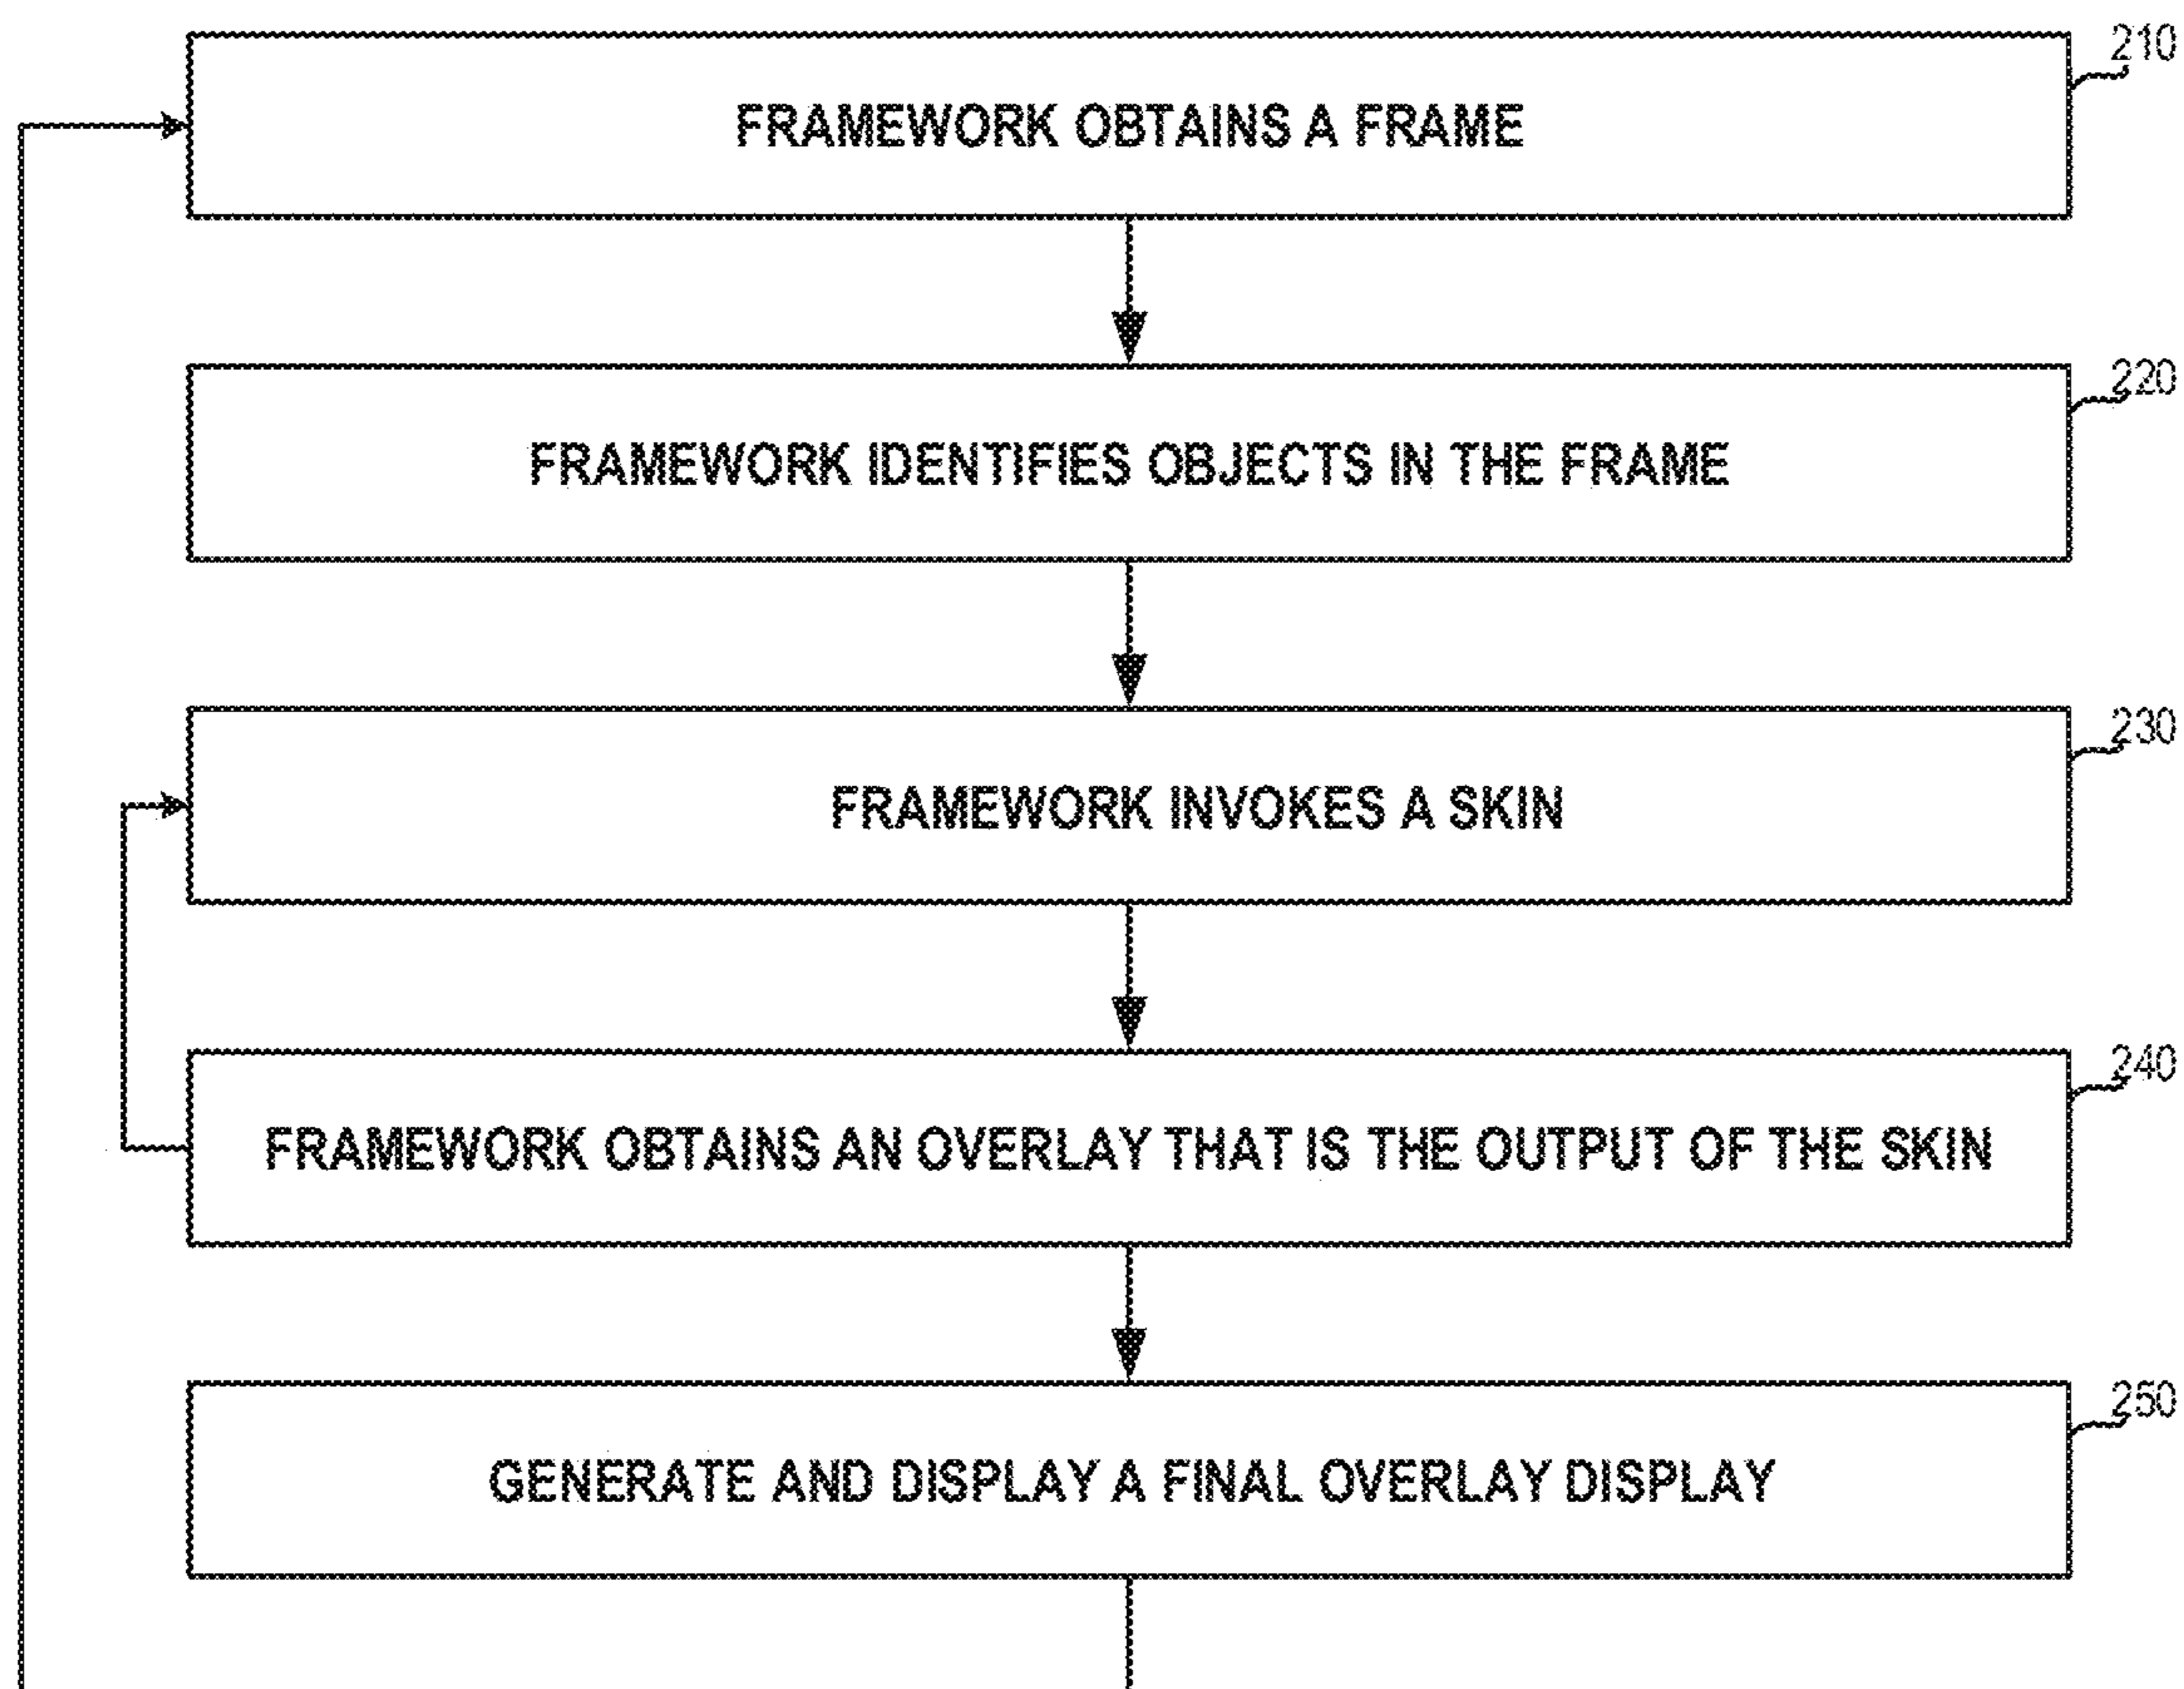 210
FRAMEWORK OBTAINS A FRAME
220
FRAMEWORK IDENTIFIES OBJECTS IN THE FRAME
230
FRAMEWORK INVOKES A SKIN
240
FRAMEWORK OBTAINS AN OVERLAY THAT IS THE OUTPUT OF THE SKIN
250
GENERATE AND DISPLAY A FINAL OVERLAY DISPLAY